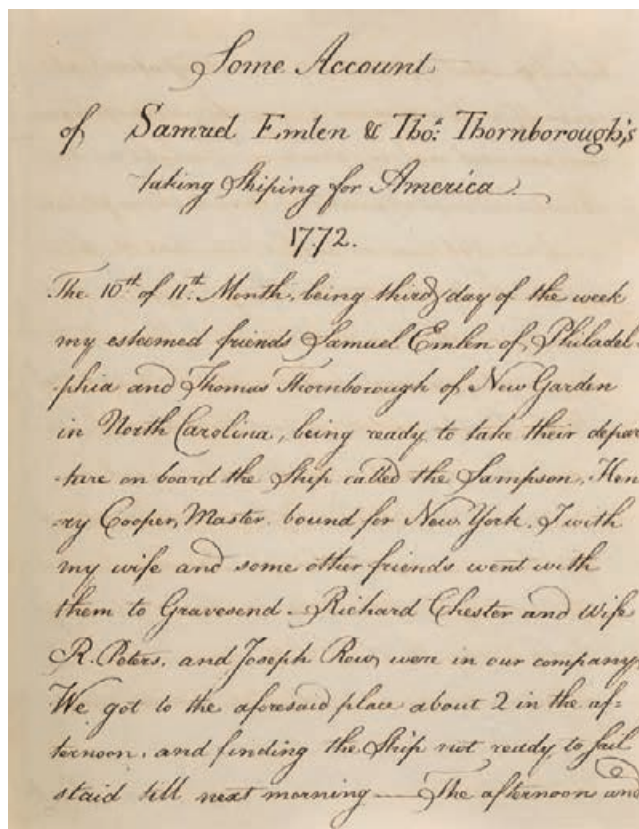 Some Account
of Samuel Emlen & Thos. Thornborough's
taking Shiping for America
1772.
The 10th of 11th Month, being third day of the week
my esteemed friends Samuel Emlen of Philadel-
-phia and Thomas Thornborough of New Garden
in North Carolina, being ready to take their depar
-ture on board the Ship called the Sampson, Hen
-ry Cooper, Master. bound for New York. I with
my wife and some other friends went with
them to Gravesend — Richard Chester and Wife
R. Peters, and Joseph Row, were in our company.
We got to the aforesaid place about 2 in the af=
ternoon, and finding the Ship not ready to sail
staid till next morning — The afternoon and